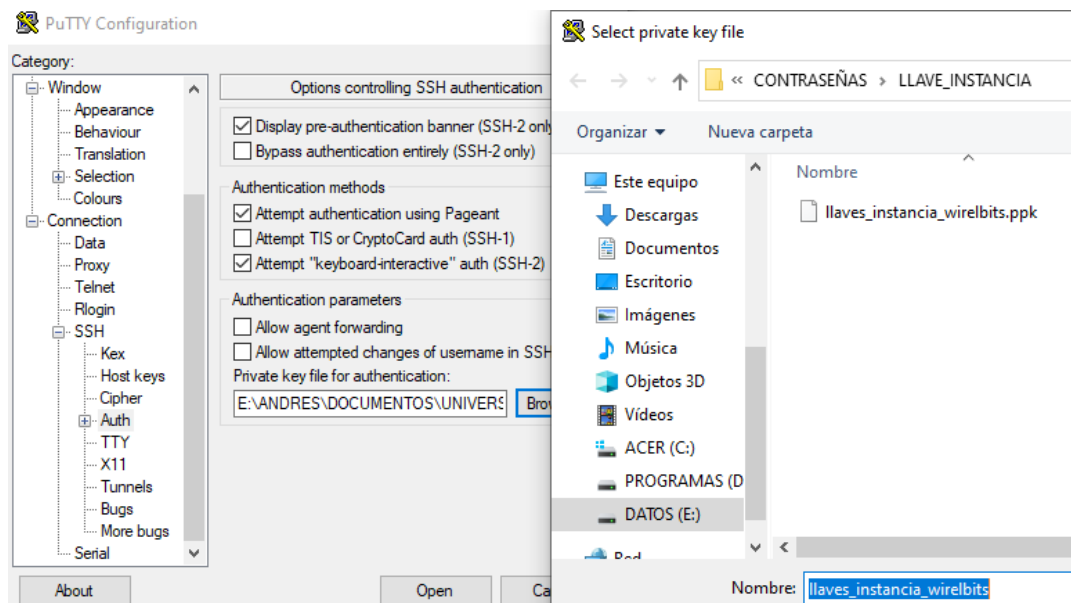 PuTTY Configuration
Category:
Window
Appearance
Behaviour
Translation
Selection
Colours
Connection
Data
Proxy
Telnet
Rlogin
SSH
Kex
Host keys
Cipher
Auth
TTY
X11
Tunnels
Bugs
More bugs
Serial
About
Options controlling SSH authentication
Display pre-authentication banner (SSH-2 only
Bypass authentication entirely (SSH-2 only)
Authentication methods
Attempt authentication using Pageant
Attempt TIS or CryptoCard auth (SSH-1)
Attempt "keyboard-interactive" auth (SSH-2)
Authentication parameters
Allow agent forwarding
Allow attempted changes of username in SSH
Private key file for authentication:
E:\ANDRES\DOCUMENTOS\UNIVERS
Brow
Open
Ca
Select private key file
« CONTRASEÑAS > LLAVE_INSTANCIA
Organizar
Nueva carpeta
Este equipo
Descargas
Documentos
Escritorio
Imágenes
Música
Objetos 3D
Vídeos
ACER (C:)
PROGRAMAS (D
DATOS (E:)
Red
Nombre
llaves_instancia_wirelbits.ppk
Nombre: llaves_instancia_wirelbits